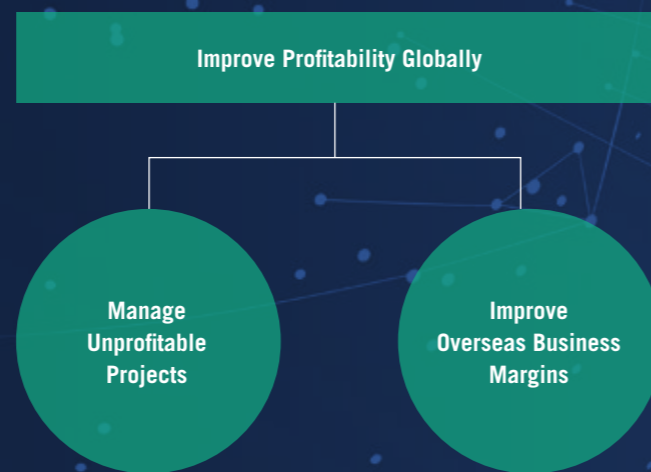 Improve Profitability Globally
Manage
Unprofitable
Projects
Improve
Overseas Business
Margins